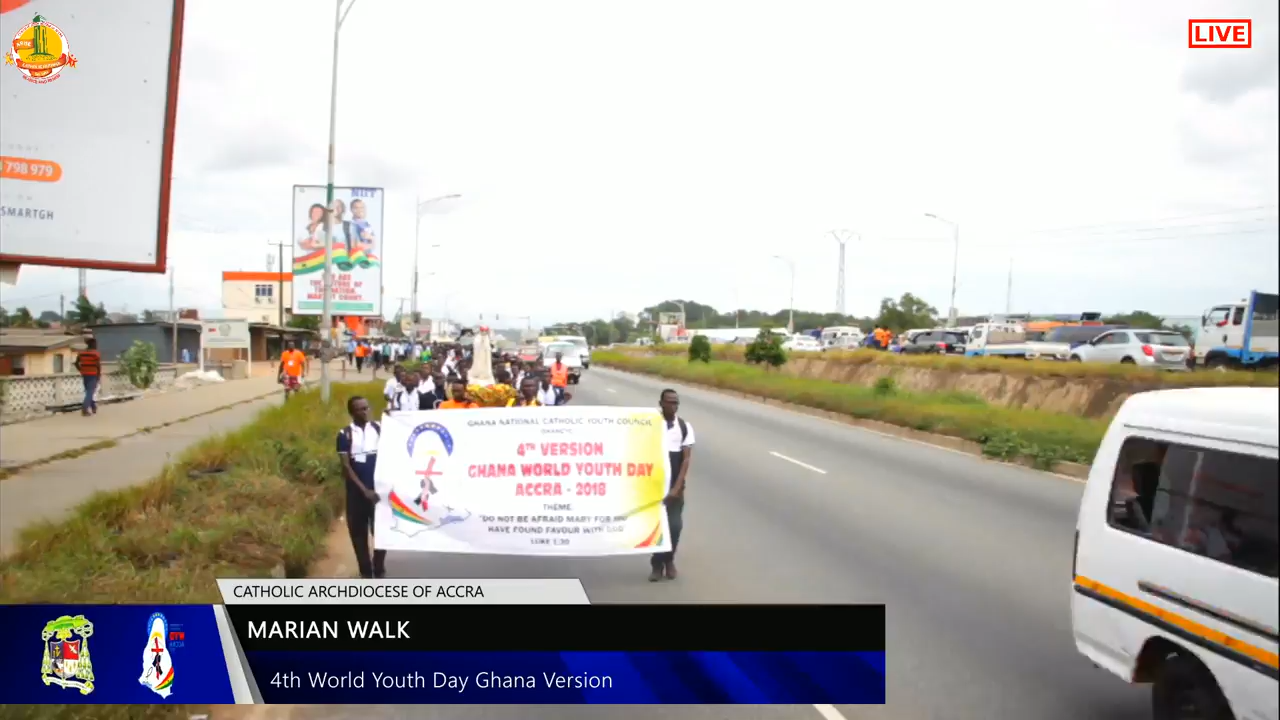 LIVE
798 979
SMARTGH
NIIT
GHANA NATIONAL CATHOLIC YOUTH COUNCIL
4TH VERSION
GHANA WORLD YOUTH DAY
ACCRA - 2018
THEME
"DO NOT BE AFRAID MARY FOR YOU
HAVE FOUND FAVOUR WITH GOD
LUKE 1:30
CATHOLIC ARCHDIOCESE OF ACCRA
MARIAN WALK
4th World Youth Day Ghana Version